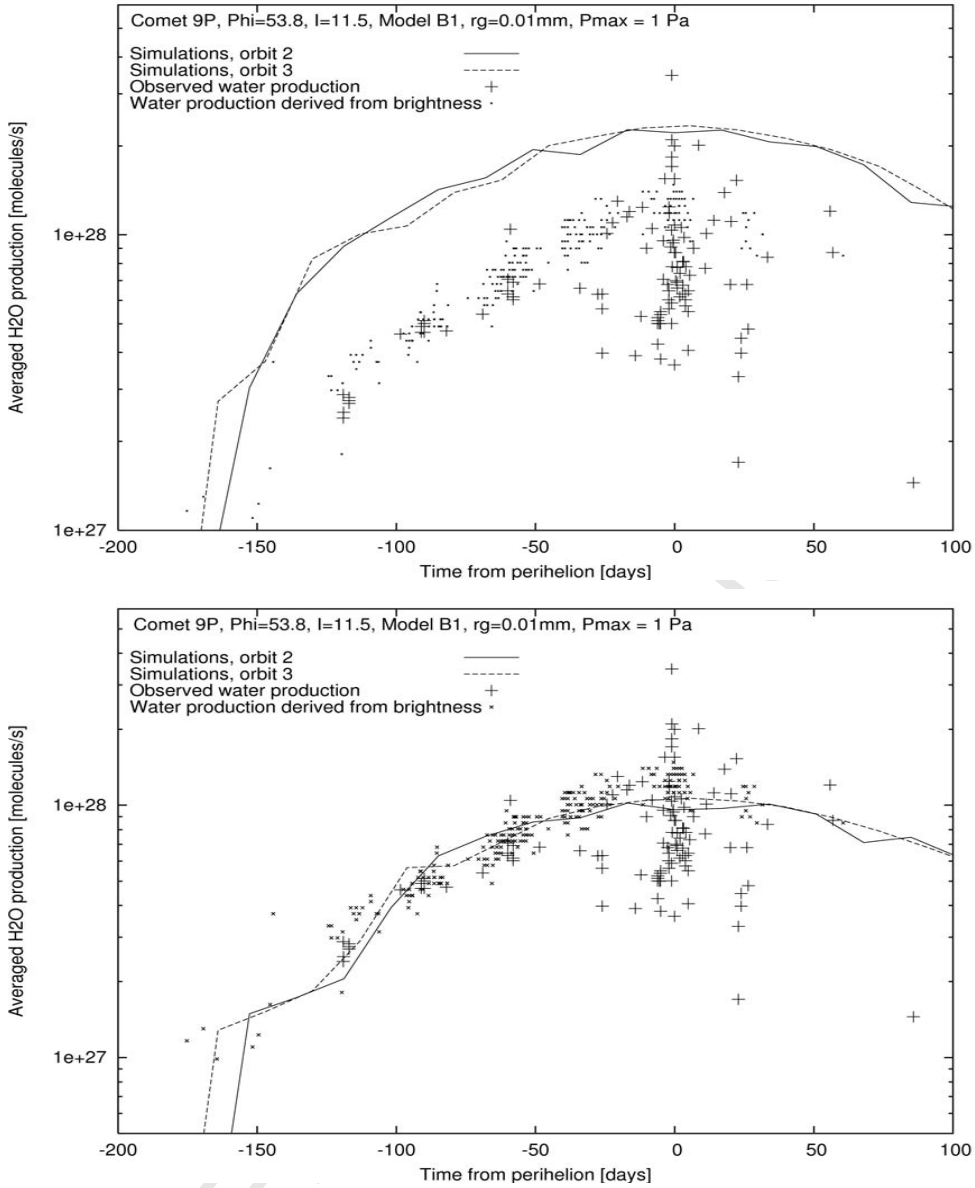 Comet 9P, Phi=53.8, I=11.5, Model B1, rg=0.01mm, Pmax = 1 Pa
Simulations, orbit 2
Simulations, orbit 3
Observed water production
Water production derived from brightness
Averaged H2O production [molecules/s]
1e+28
1e+27
-200 -150 -100 -50 0 50 100
Time from perihelion [days]
Comet 9P, Phi=53.8, I=11.5, Model B1, rg=0.01mm, Pmax = 1 Pa
Simulations, orbit 2
Simulations, orbit 3
Observed water production
Water production derived from brightness
Averaged H2O production [molecules/s]
1e+28
1e+27
-200 -150 -100 -50 0 50 100
Time from perihelion [days]